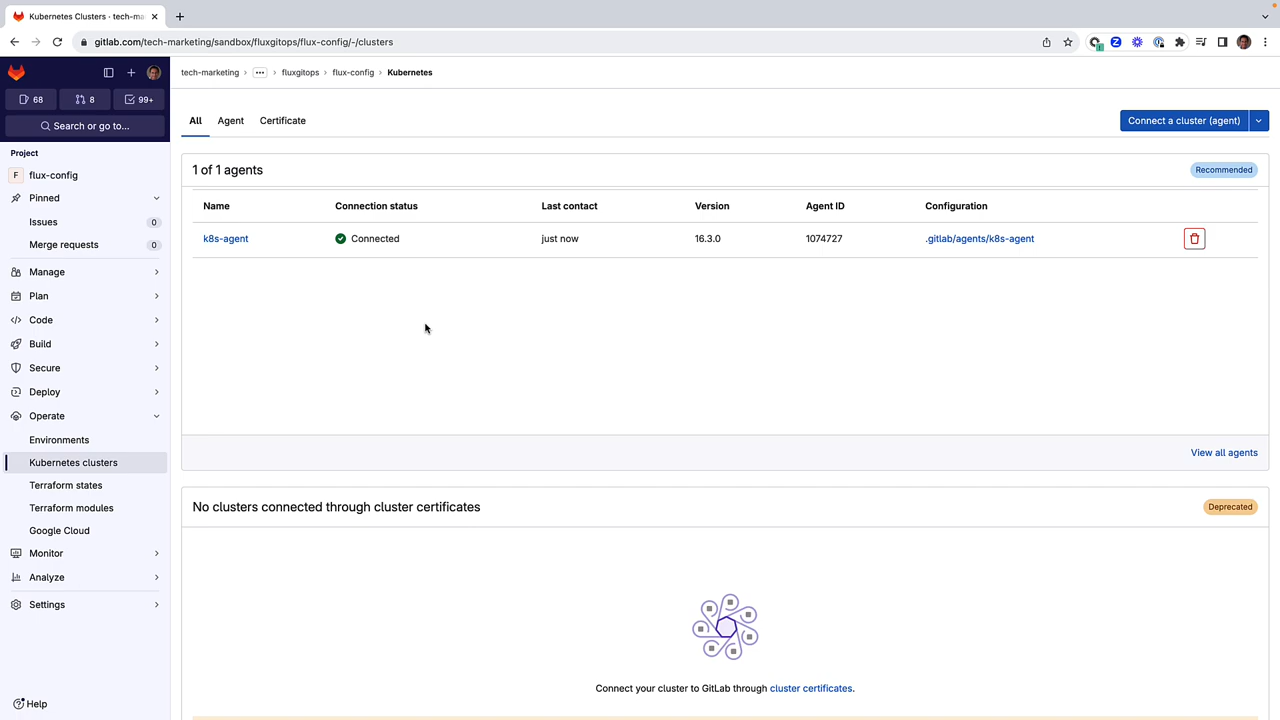 Kubernetes Clusters · tech-ma
gitlab.com/tech-marketing/sandbox/fluxgitops/flux-config/-/clusters
68
8
99+
Search or go to...
Project
F flux-config
Pinned
Issues 0
Merge requests 0
Manage
Plan
Code
Build
Secure
Deploy
Operate
Environments
Kubernetes clusters
Terraform states
Terraform modules
Google Cloud
Monitor
Analyze
Settings
Help
tech-marketing › ••• › fluxgitops › flux-config › Kubernetes
All Agent Certificate
Connect a cluster (agent)
1 of 1 agents
Recommended
Name Connection status Last contact Version Agent ID Configuration
k8s-agent Connected just now 16.3.0 1074727 .gitlab/agents/k8s-agent
View all agents
No clusters connected through cluster certificates
Deprecated
Connect your cluster to GitLab through cluster certificates.